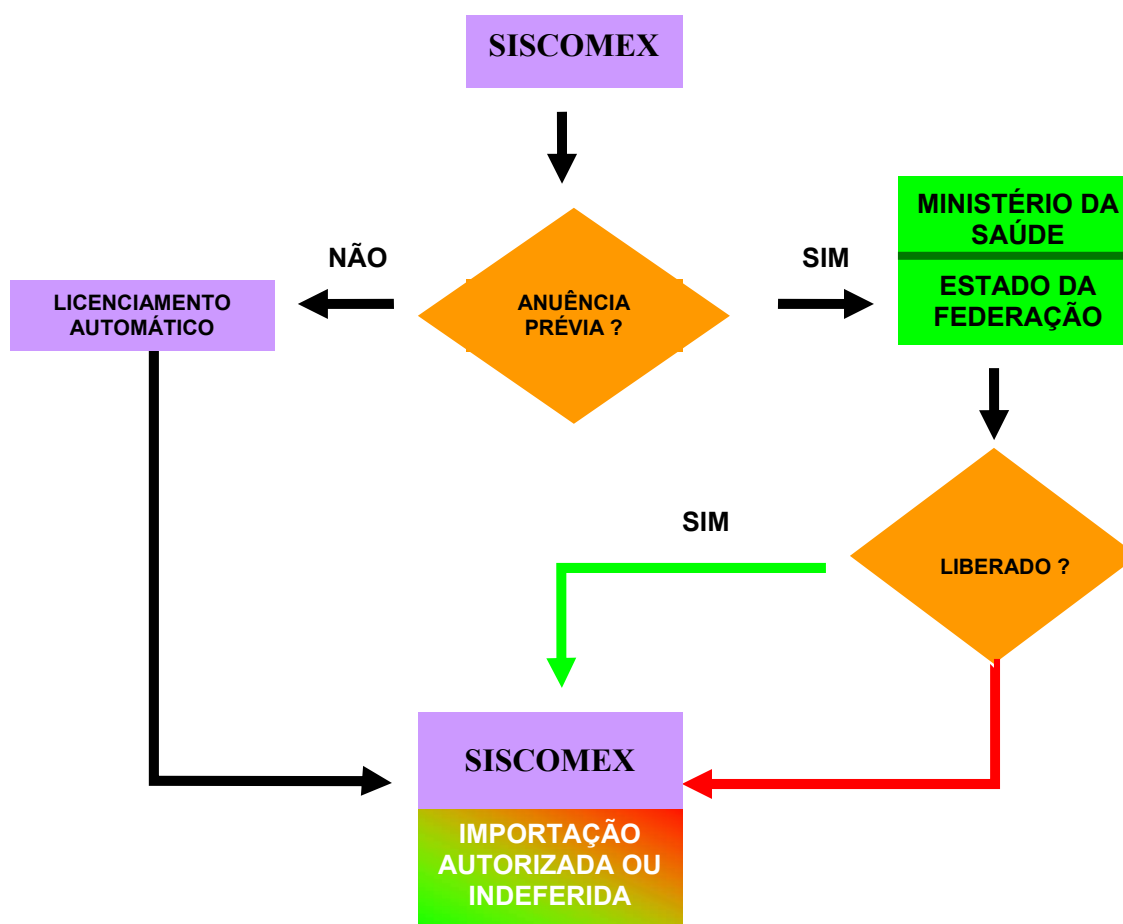 SISCOMEX
MINISTÉRIO DA
SAÚDE
NÃO
SIM
ESTADO DA
FEDERAÇÃO
LICENCIAMENTO
AUTOMÁTICO
ANUÊNCIA
PRÉVIA ?
SIM
LIBERADO ?
SISCOMEX
IMPORTAÇÃO
AUTORIZADA OU
INDEFERIDA